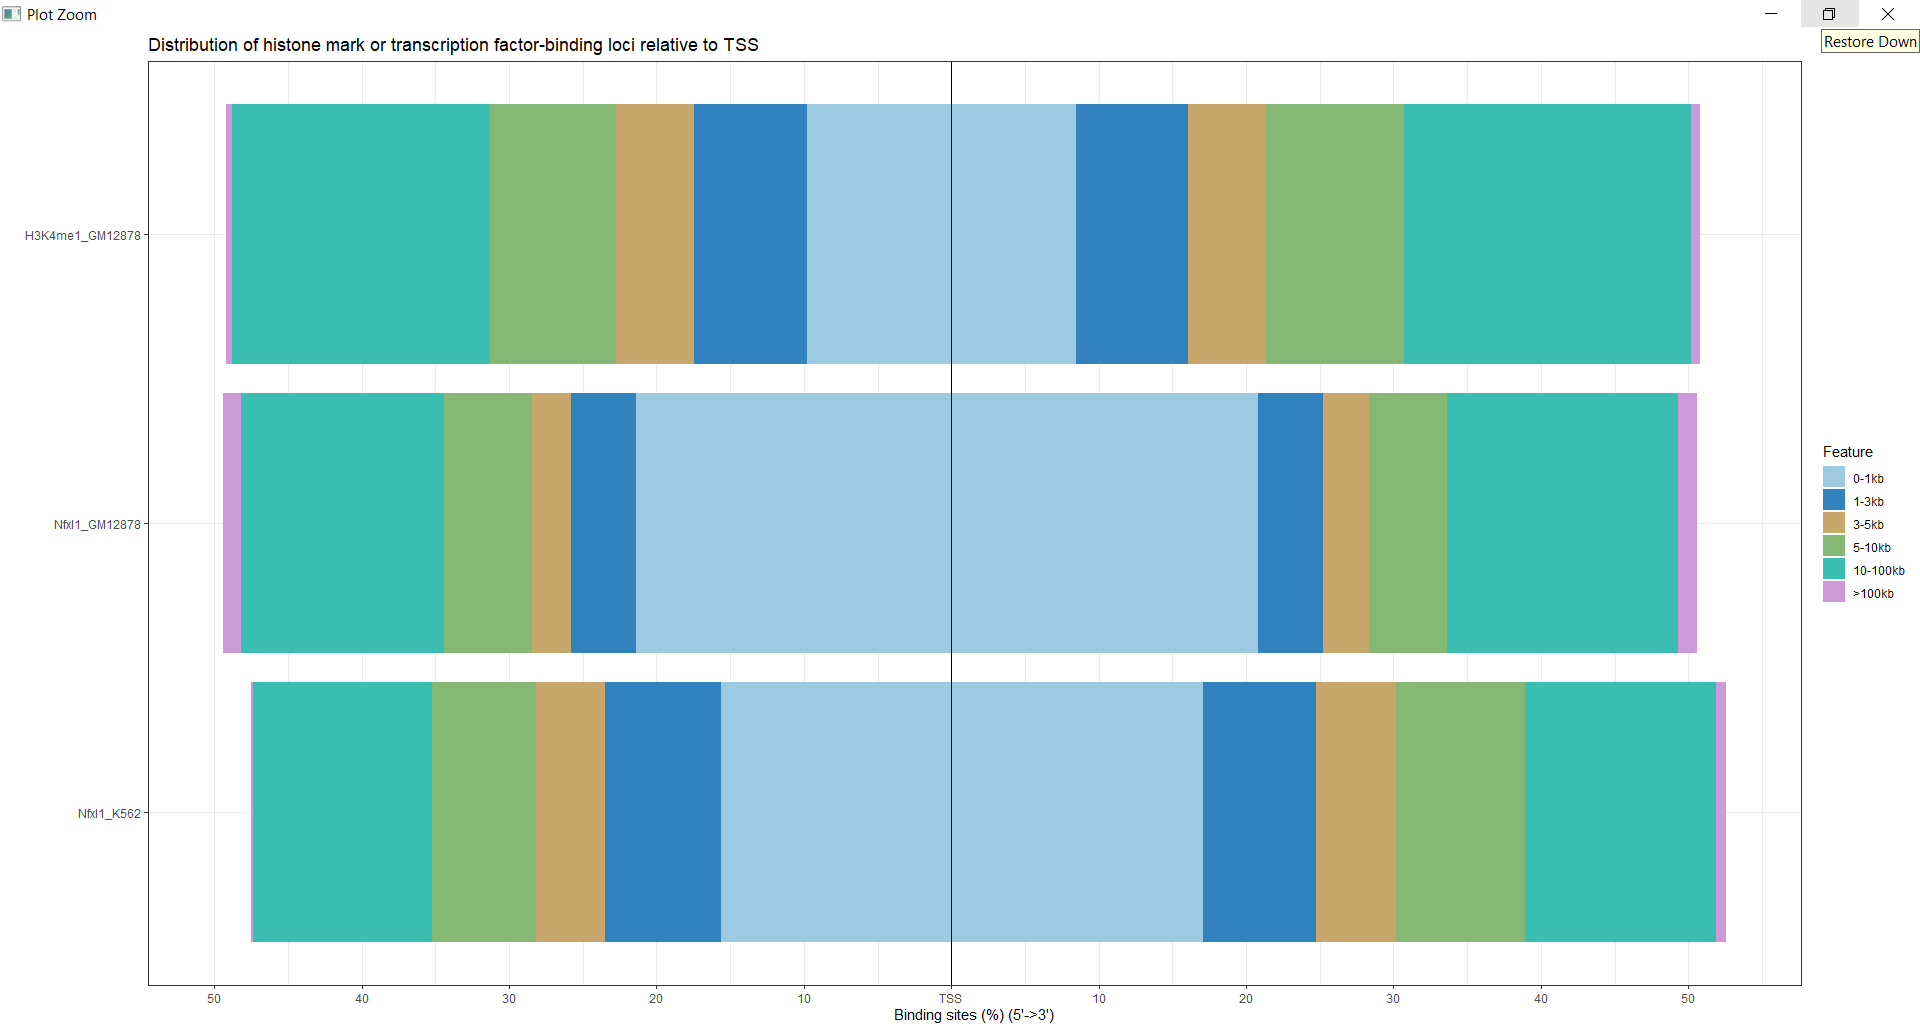 Plot Zoom
Restore Down
Distribution of histone mark or transcription factor-binding loci relative to TSS
H3K4me1_GM12878
Nfxl1_GM12878
Nfxl1_K562
50 40 30 20 10 TSS 10 20 30 40 50
Binding sites (%) (5'->3')
Feature
0-1kb
1-3kb
3-5kb
5-10kb
10-100kb
>100kb